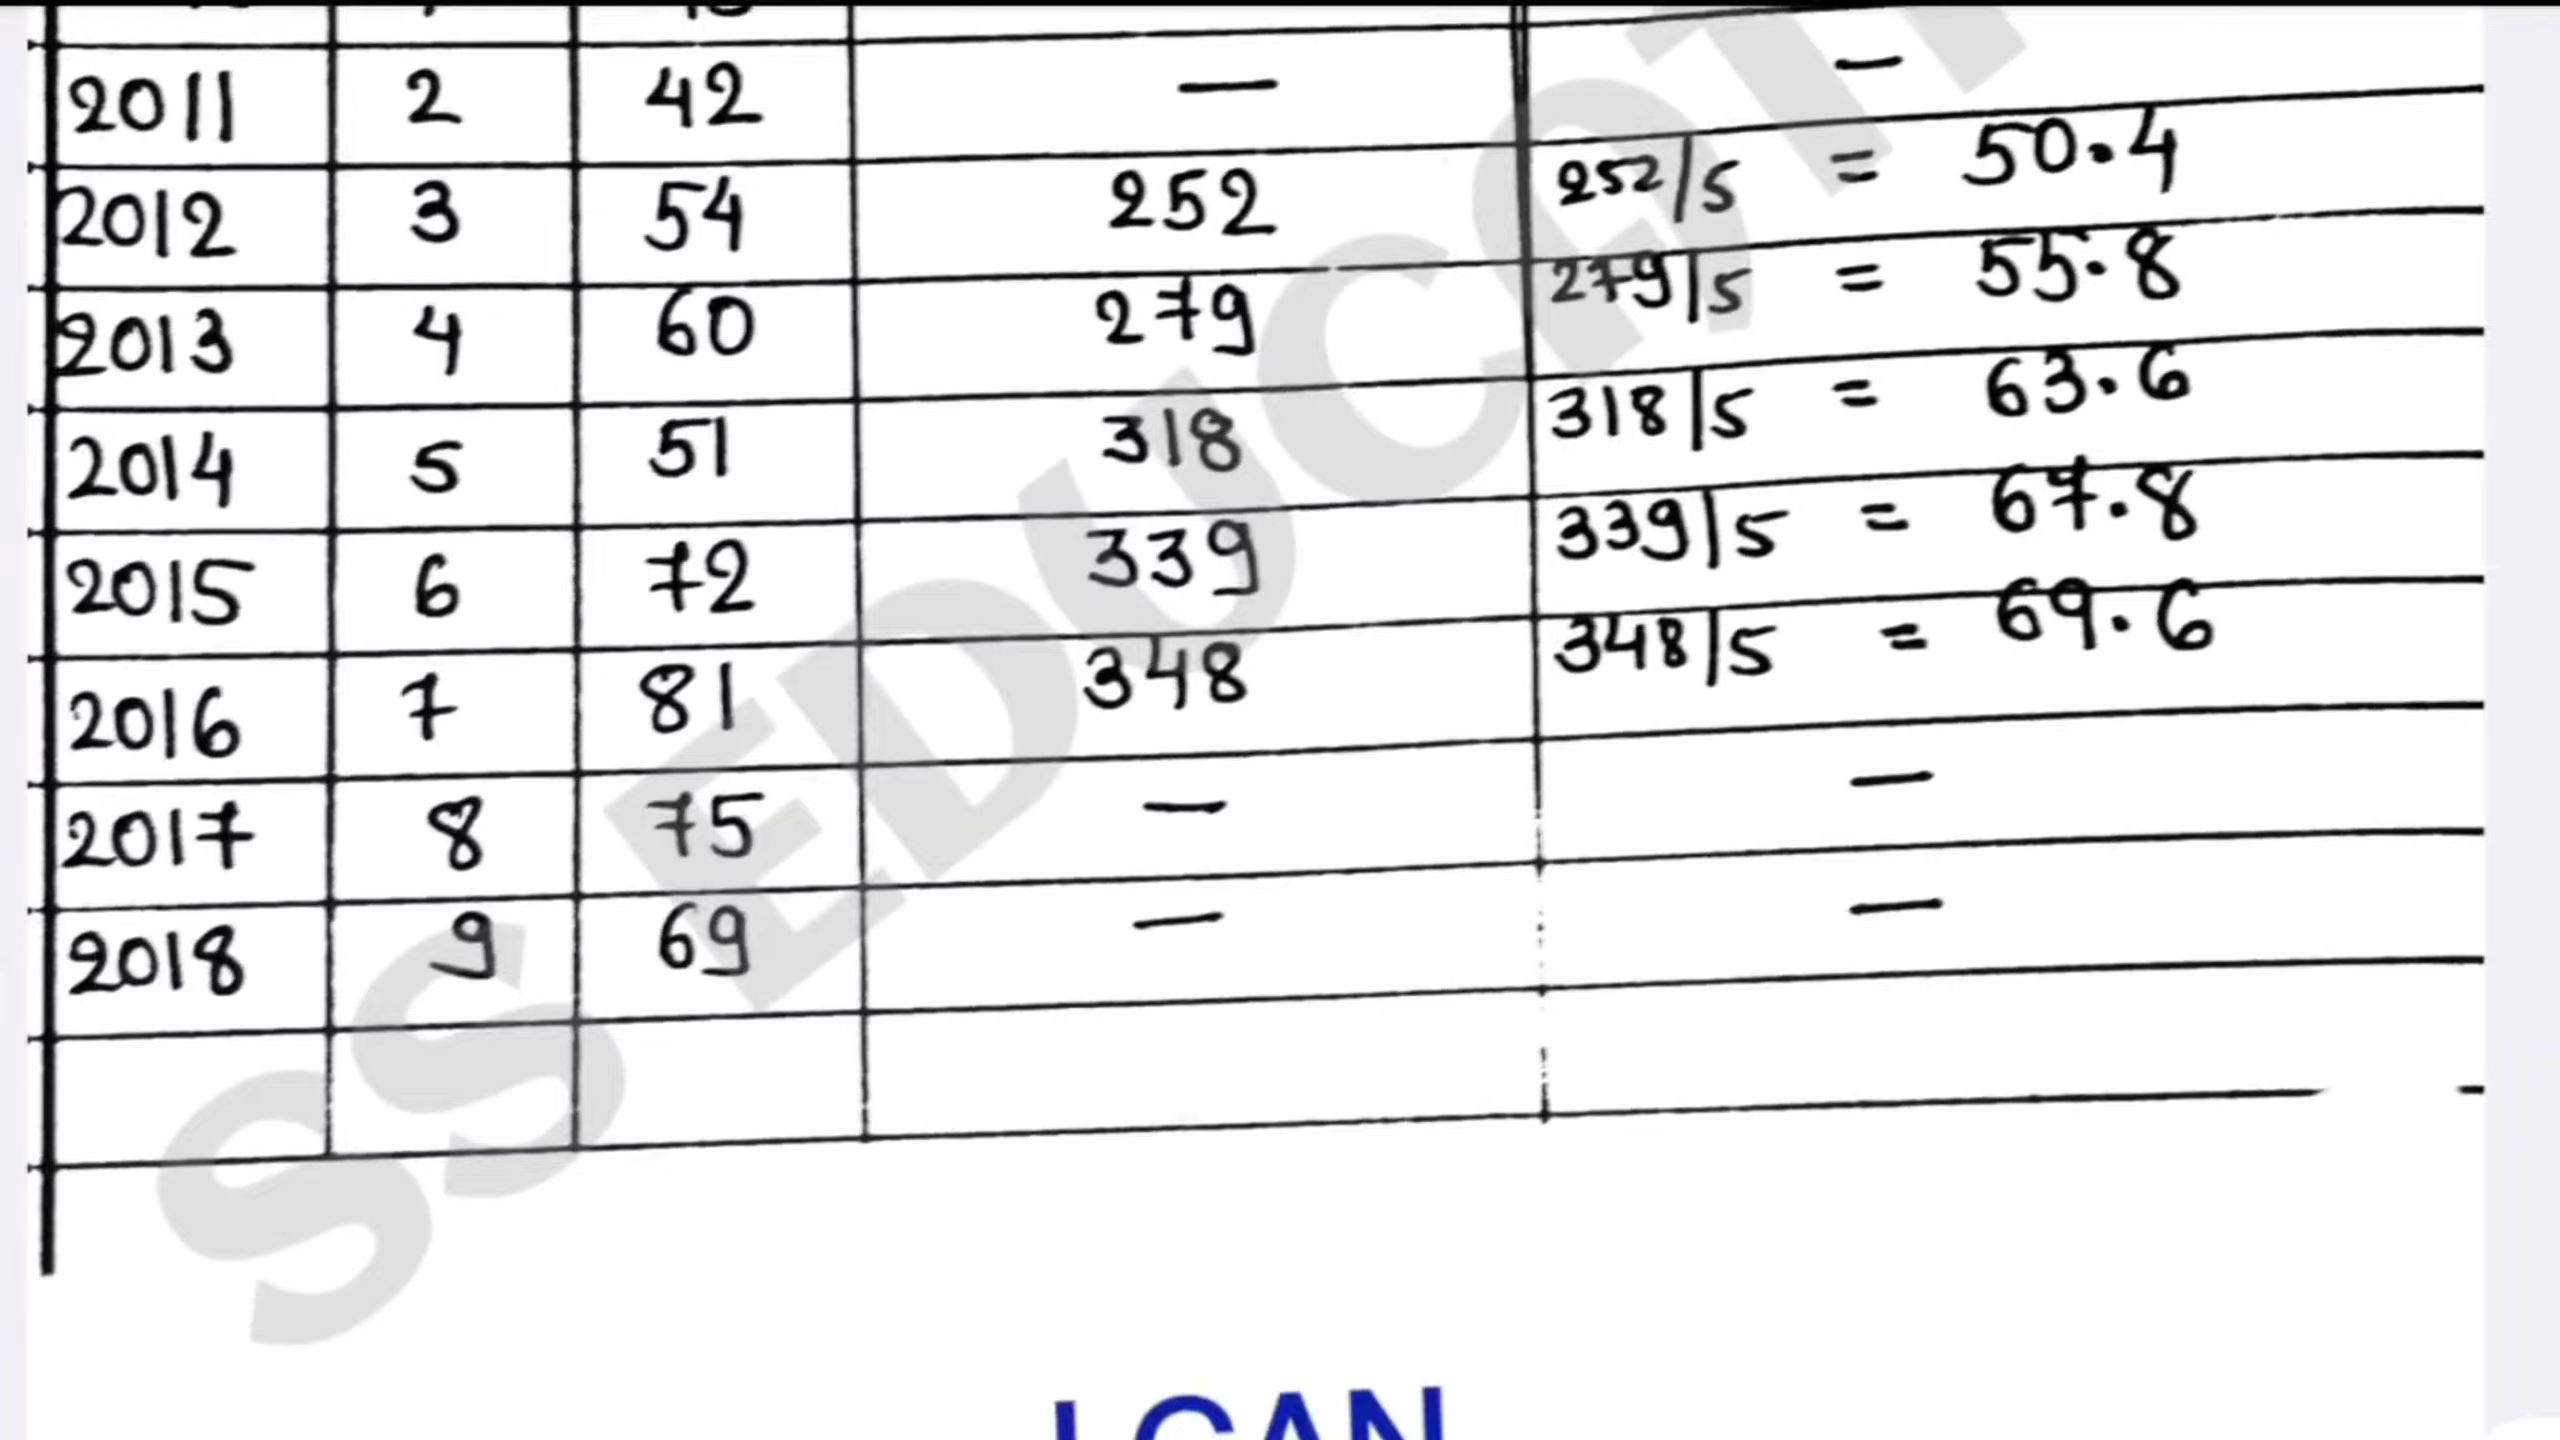 2011 2 42 — —
2012 3 54 252 252/5 = 50.4
2013 4 60 279 279/5 = 55.8
2014 5 51 318 318/5 = 63.6
2015 6 72 339 339/5 = 67.8
2016 7 81 348 348/5 = 69.6
2017 8 75 — —
2018 9 69 — —
SS EDUCATI
I CAN